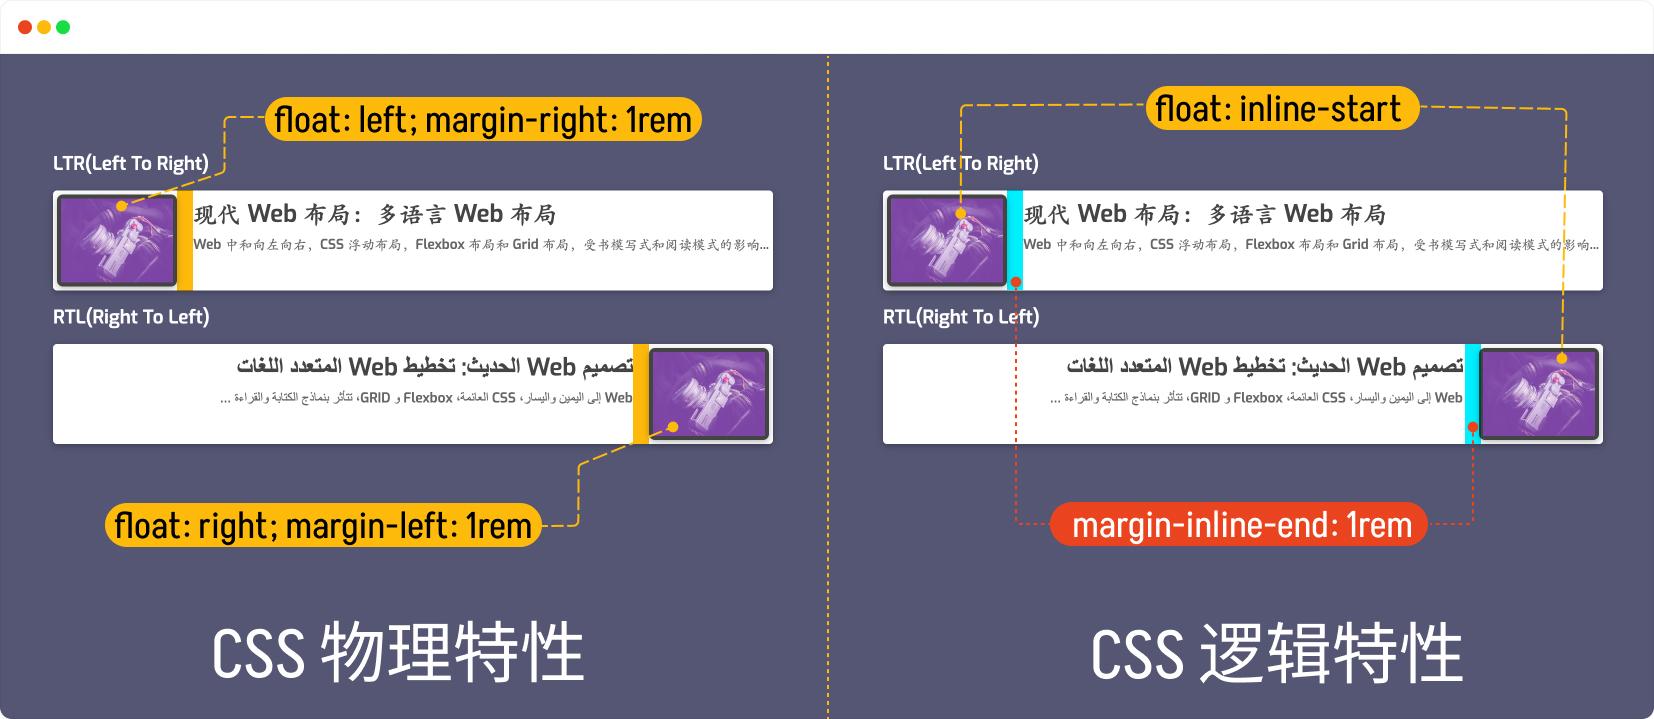 float: left; margin-right: 1rem
LTR(Left To Right)
现代 Web 布局：多语言 Web 布局
Web 中和向左向右，CSS 浮动布局，Flexbox 布局和 Grid 布局，受书模写式和阅读模式的影响...
RTL(Right To Left)
تصميم Web الحديث: تخطيط Web المتعدد اللغات
Web إلى اليمين واليسار، CSS العائمة، Flexbox و GRID، تتأثر بنماذج الكتابة والقراءة ...
float: right; margin-left: 1rem
CSS 物理特性
float: inline-start
LTR(Left To Right)
现代 Web 布局：多语言 Web 布局
Web 中和向左向右，CSS 浮动布局，Flexbox 布局和 Grid 布局，受书模写式和阅读模式的影响...
RTL(Right To Left)
تصميم Web الحديث: تخطيط Web المتعدد اللغات
Web إلى اليمين واليسار، CSS العائمة، Flexbox و GRID، تتأثر بنماذج الكتابة والقراءة ...
margin-inline-end: 1rem
CSS 逻辑特性